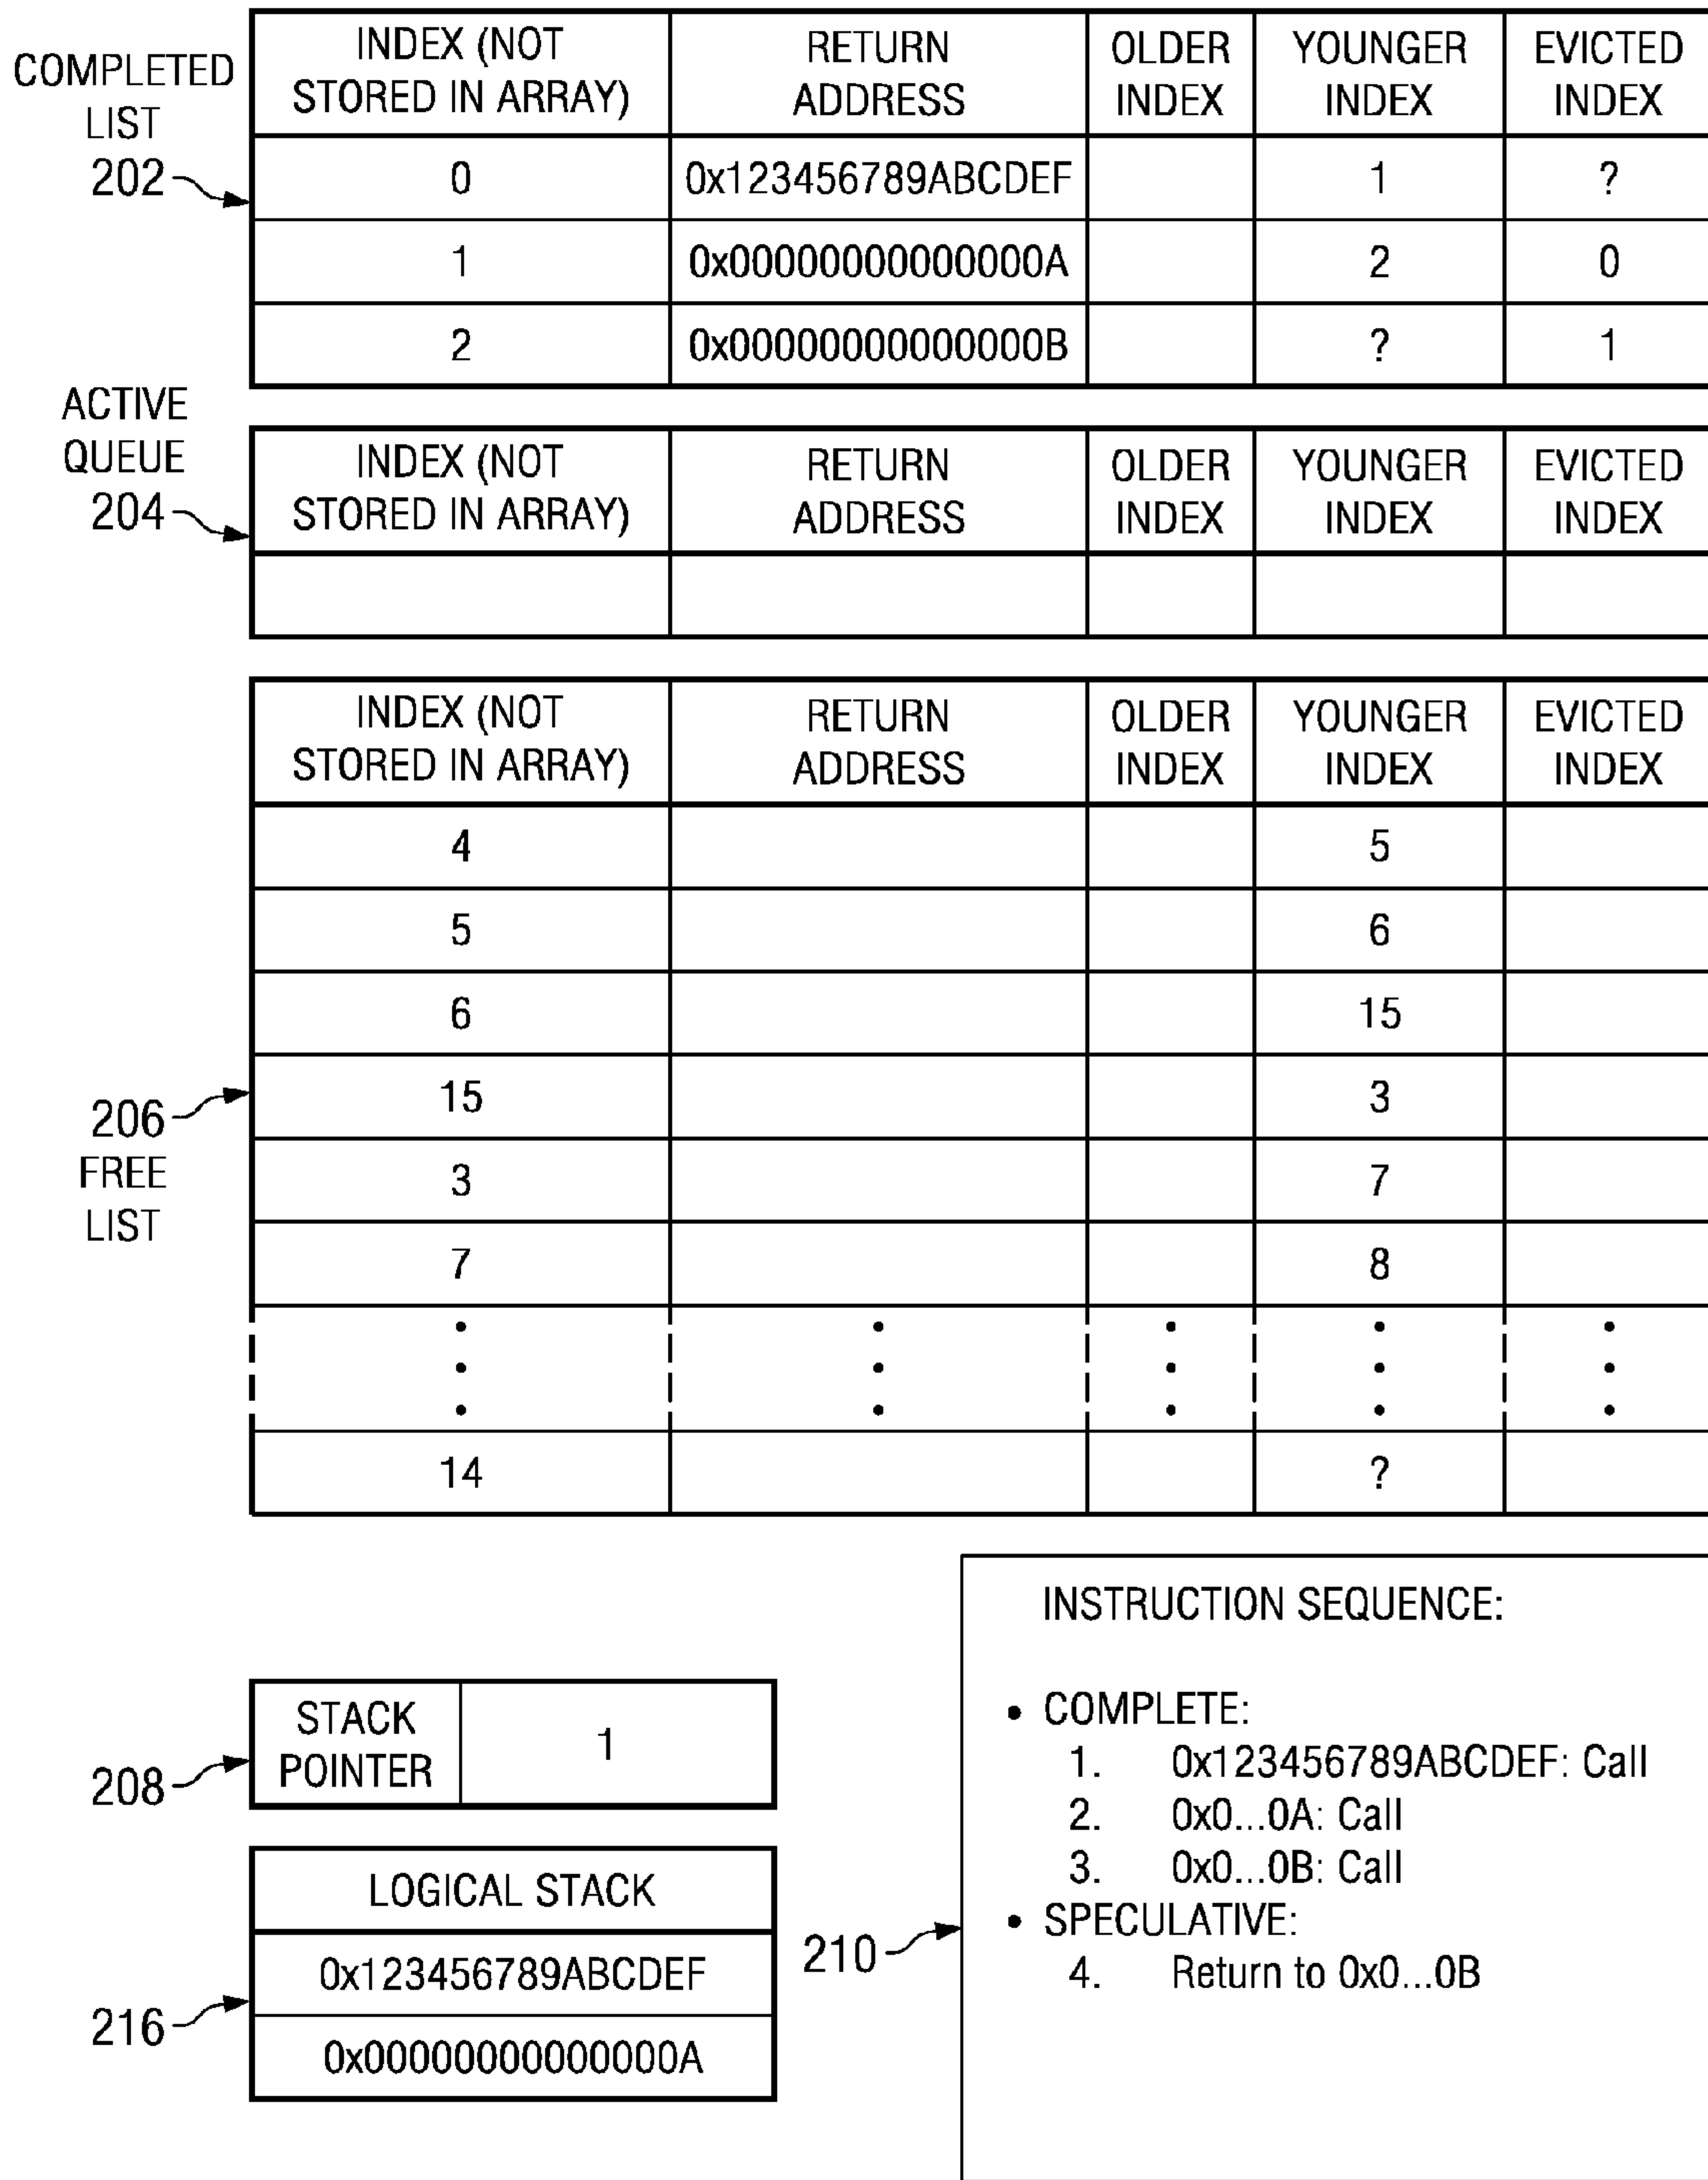 COMPLETED
LIST
202
INDEX (NOT STORED IN ARRAY) RETURN ADDRESS OLDER INDEX YOUNGER INDEX EVICTED INDEX
0 0x123456789ABCDEF 1 ?
1 0x00000000000000A 2 0
2 0x00000000000000B ? 1
ACTIVE
QUEUE
204
INDEX (NOT STORED IN ARRAY) RETURN ADDRESS OLDER INDEX YOUNGER INDEX EVICTED INDEX
206
FREE
LIST
INDEX (NOT STORED IN ARRAY) RETURN ADDRESS OLDER INDEX YOUNGER INDEX EVICTED INDEX
4 5
5 6
6 15
15 3
3 7
7 8
14 ?
208
STACK
POINTER
1
216
LOGICAL STACK
0x123456789ABCDEF
0x00000000000000A
210
INSTRUCTION SEQUENCE:
• COMPLETE:
1. 0x123456789ABCDEF: Call
2. 0x0...0A: Call
3. 0x0...0B: Call
• SPECULATIVE:
4. Return to 0x0...0B